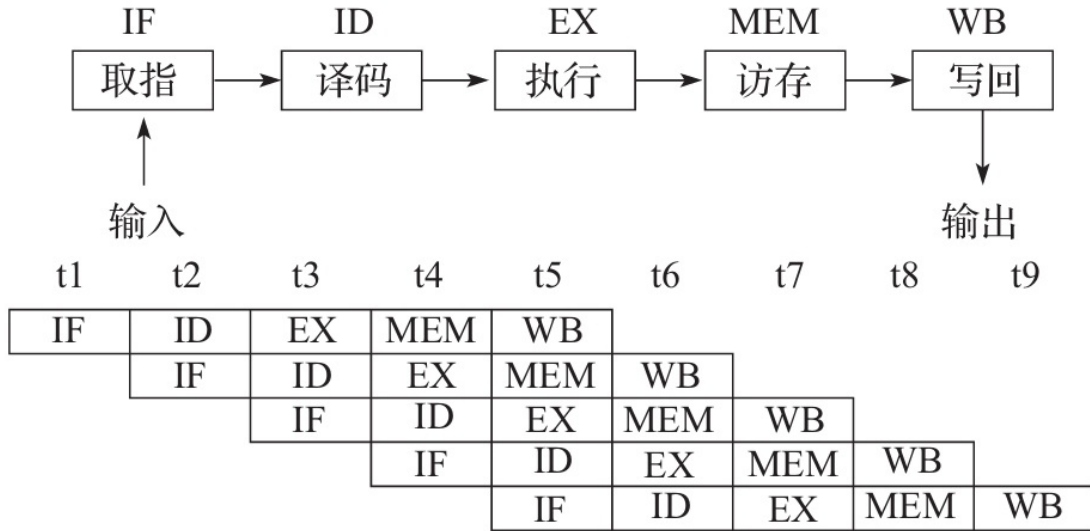 IF ID EX MEM WB
取指 译码 执行 访存 写回
输入 输出
t1 t2 t3 t4 t5 t6 t7 t8 t9
IF ID EX MEM WB
IF ID EX MEM WB
IF ID EX MEM WB
IF ID EX MEM WB
IF ID EX MEM WB